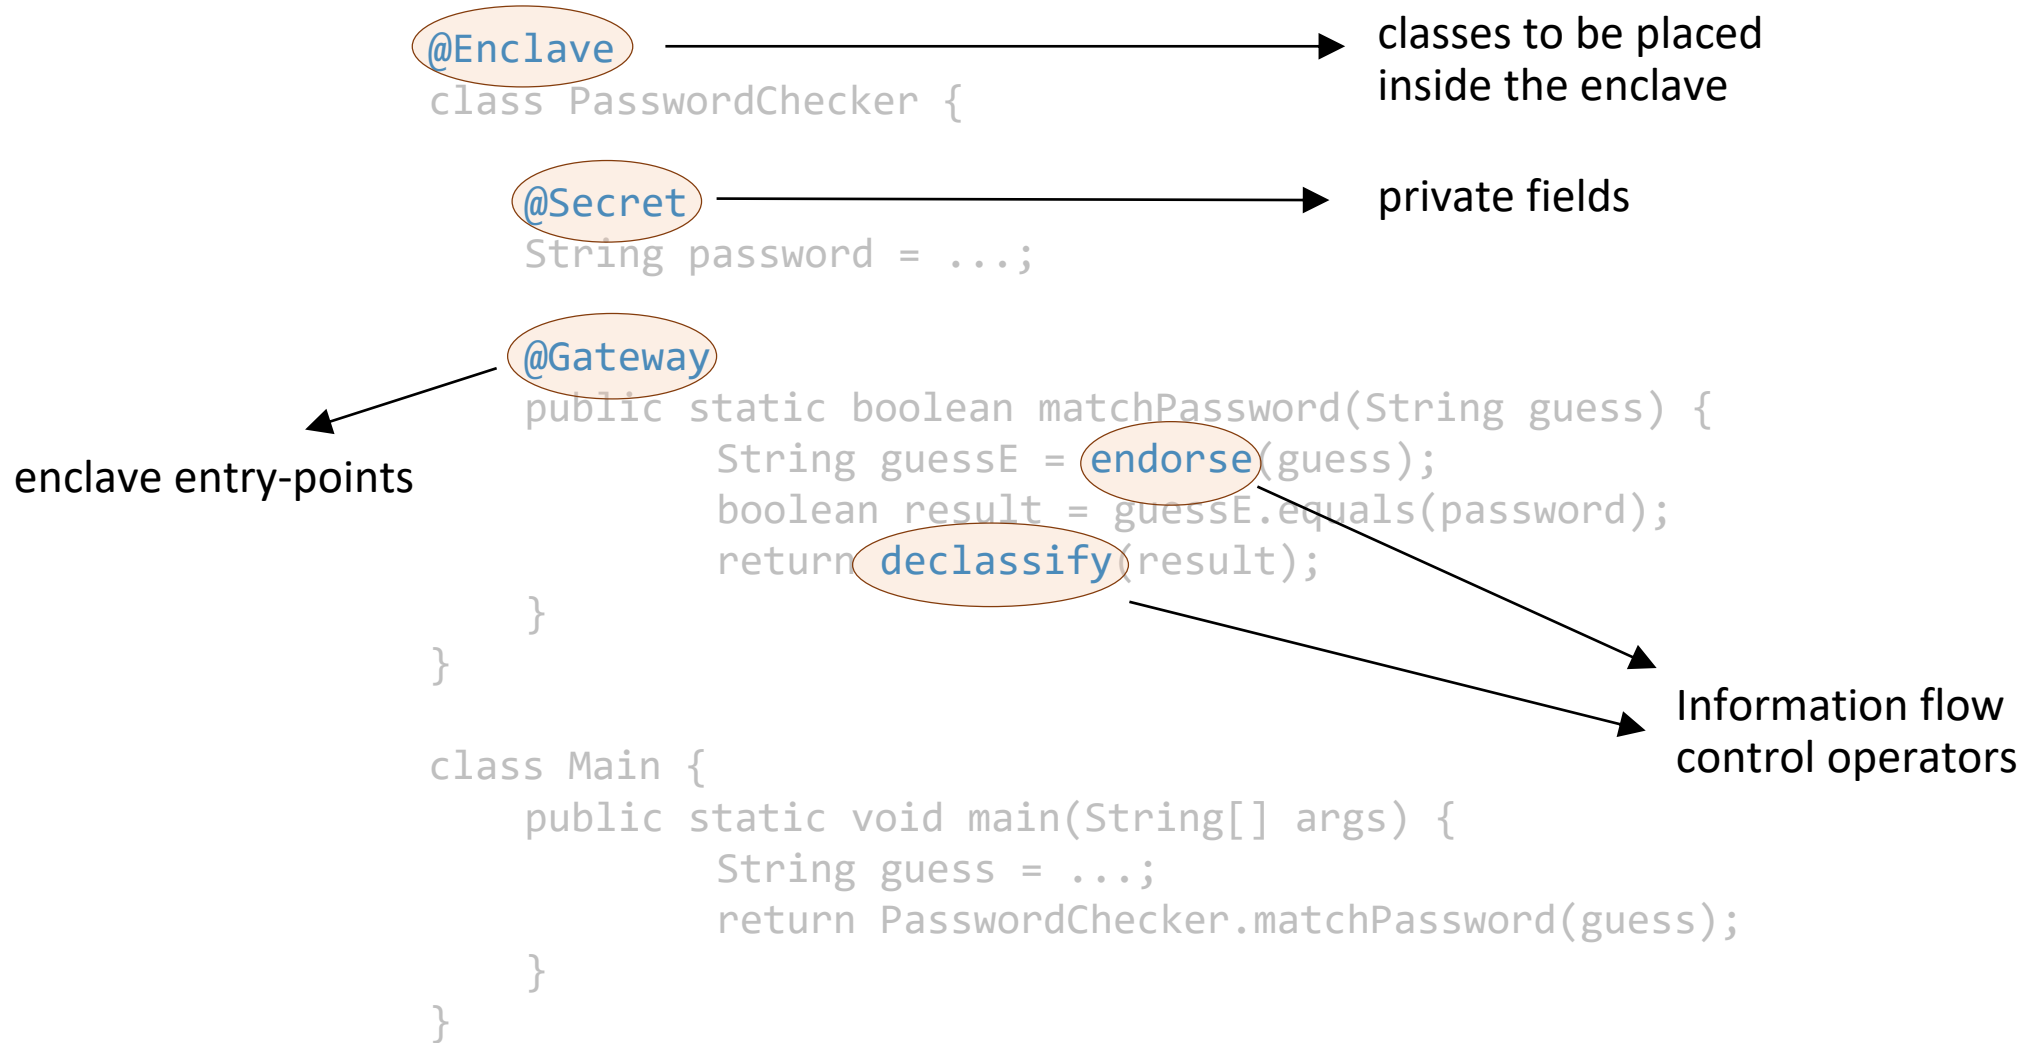 @Enclave
class PasswordChecker {
classes to be placed
inside the enclave
@Secret
private fields
String password = ...;
@Gateway
enclave entry-points
public static boolean matchPassword(String guess) {
String guessE = endorse(guess);
boolean result = guessE.equals(password);
return declassify(result);
}
}
Information flow
control operators
class Main {
public static void main(String[] args) {
String guess = ...;
return PasswordChecker.matchPassword(guess);
}
}